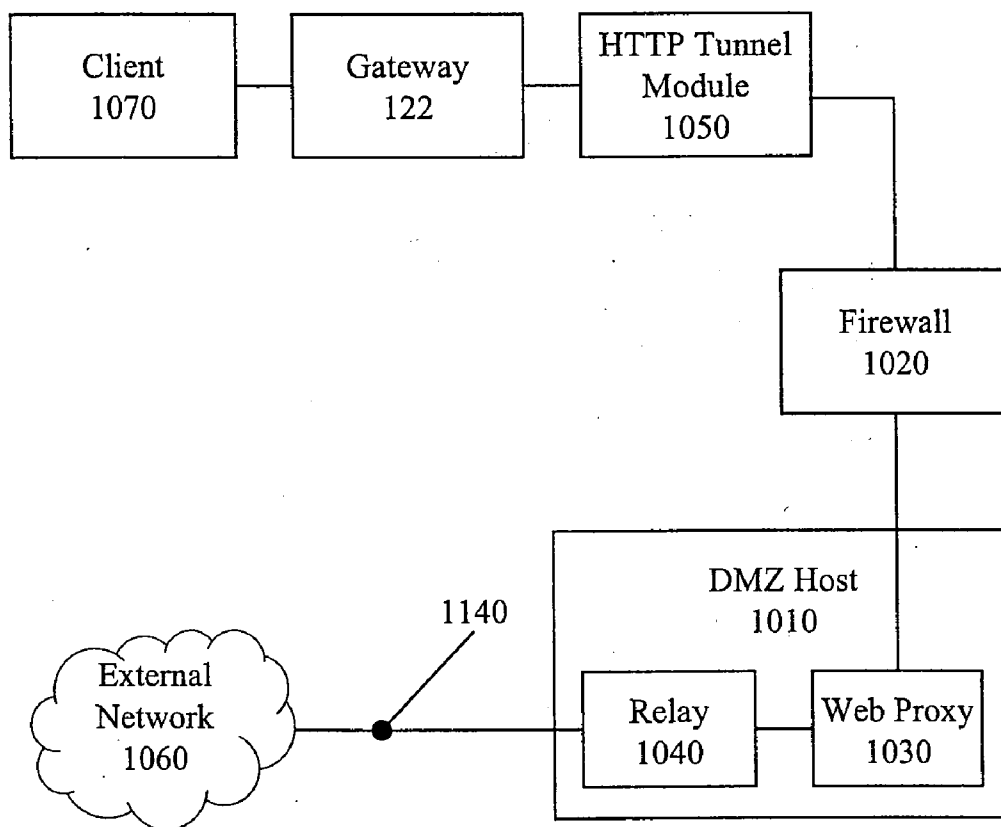 Client
1070
Gateway
122
HTTP Tunnel
Module
1050
Firewall
1020
DMZ Host
1010
1140
External
Network
1060
Relay
1040
Web Proxy
1030